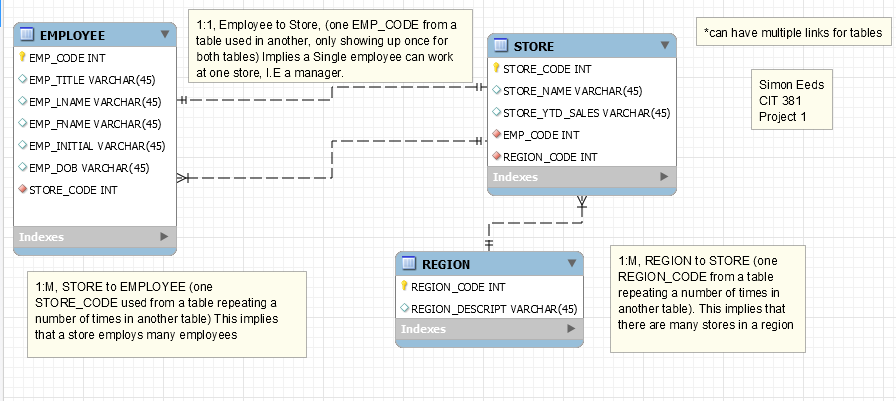 EMPLOYEE
EMP_CODE INT
EMP_TITLE VARCHAR(45)
EMP_LNAME VARCHAR(45)
EMP_FNAME VARCHAR(45)
EMP_INITIAL VARCHAR(45)
EMP_DOB VARCHAR(45)
STORE_CODE INT
Indexes
1:1, Employee to Store, (one EMP_CODE from a
table used in another, only showing up once for
both tables) Implies a Single employee can work
at one store, I.E a manager.
STORE
STORE_CODE INT
STORE_NAME VARCHAR(45)
STORE_YTD_SALES VARCHAR(45)
EMP_CODE INT
REGION_CODE INT
Indexes
*can have multiple links for tables
Simon Eeds
CIT 381
Project 1
1:M, STORE to EMPLOYEE (one
STORE_CODE used from a table repeating a
number of times in another table) This implies
that a store employs many employees
REGION
REGION_CODE INT
REGION_DESCRIPT VARCHAR(45)
Indexes
1:M, REGION to STORE (one
REGION_CODE from a table
repeating a number of times in
another table). This implies that
there are many stores in a region